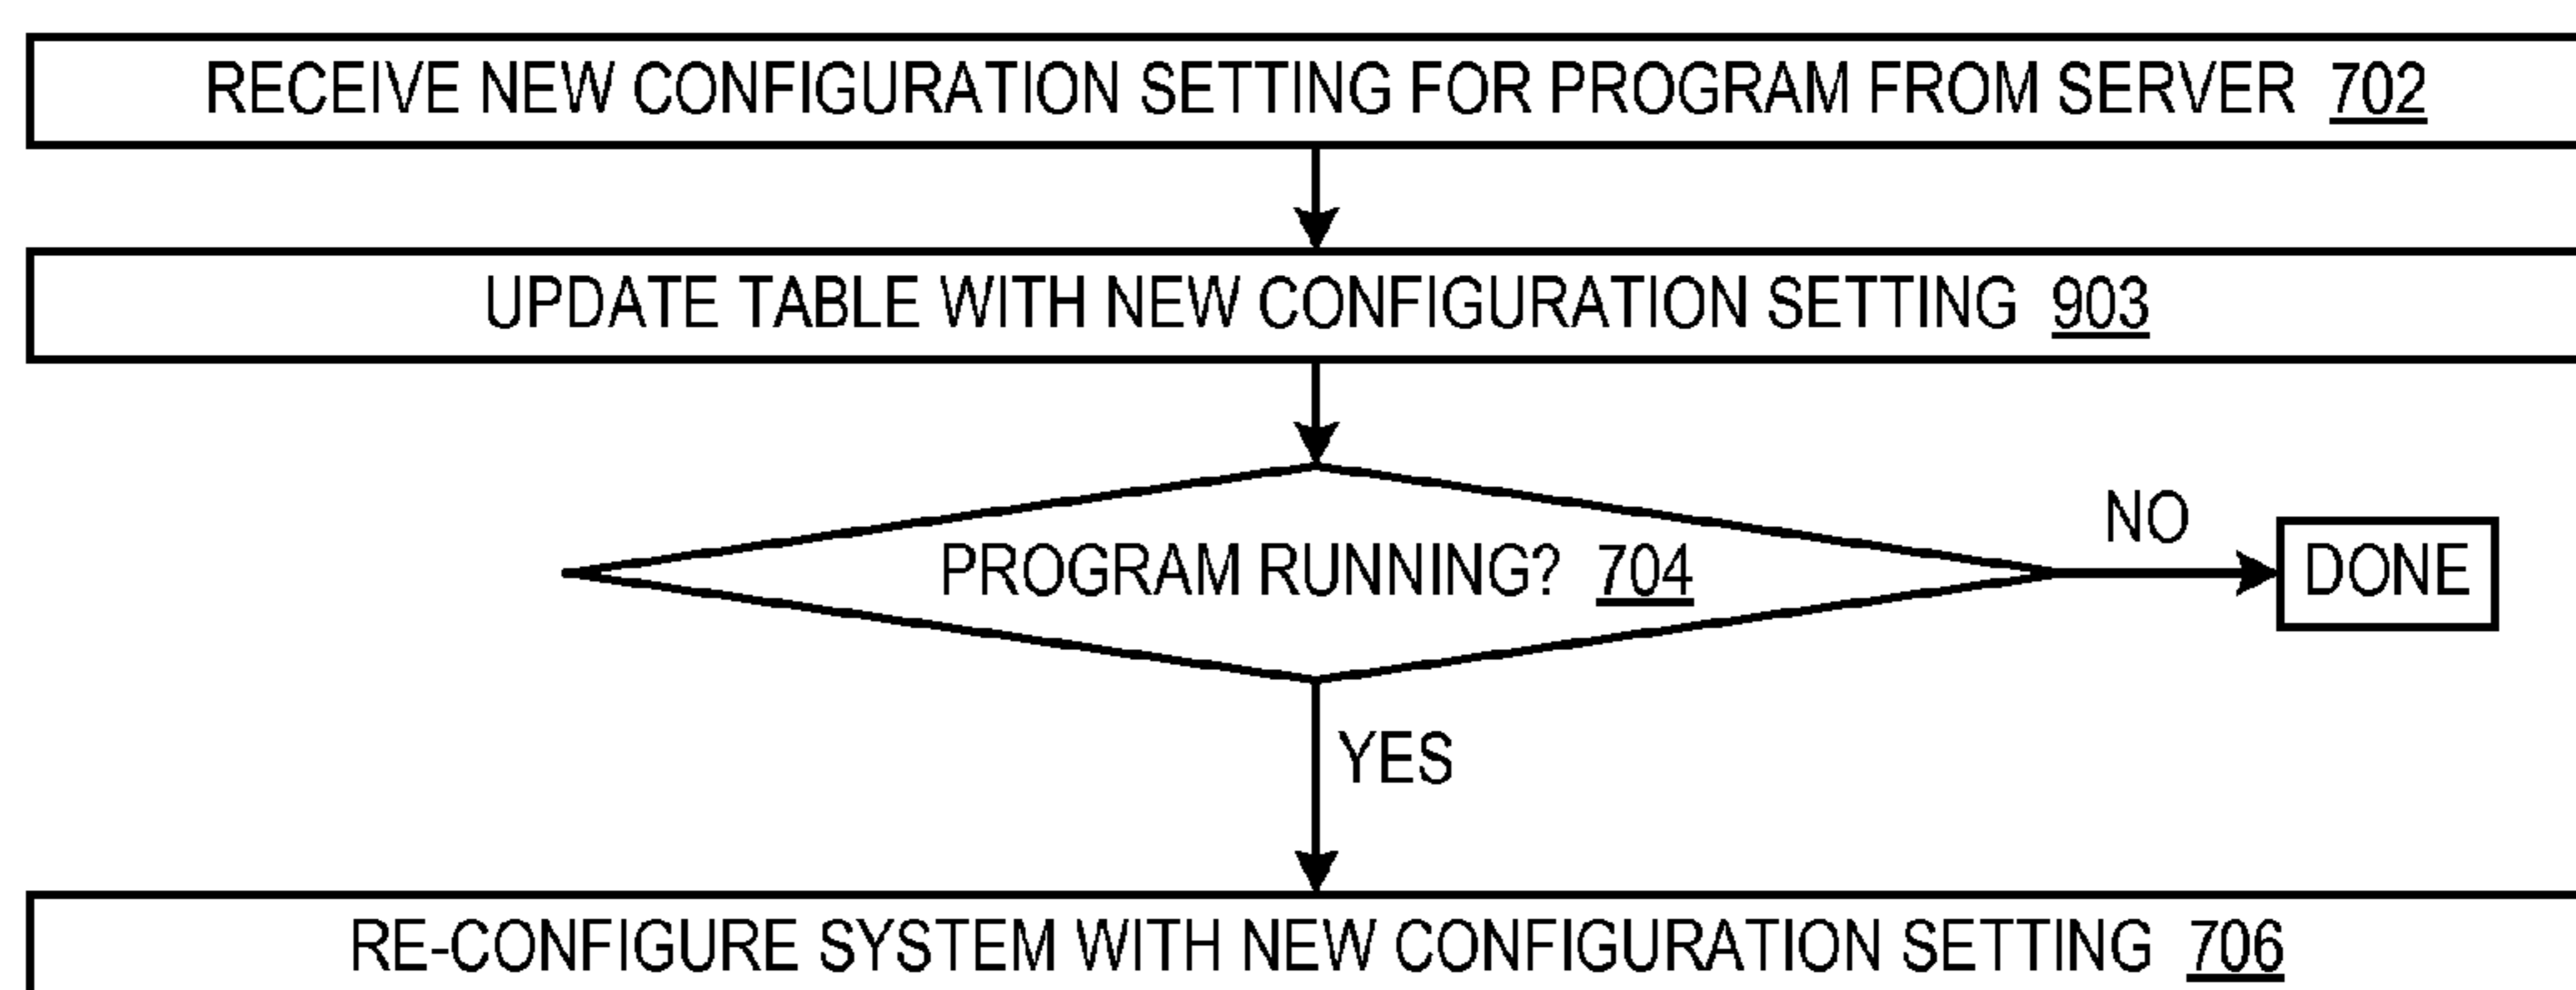 RECEIVE NEW CONFIGURATION SETTING FOR PROGRAM FROM SERVER 702
UPDATE TABLE WITH NEW CONFIGURATION SETTING 903
NO
PROGRAM RUNNING? 704
DONE
YES
RE-CONFIGURE SYSTEM WITH NEW CONFIGURATION SETTING 706